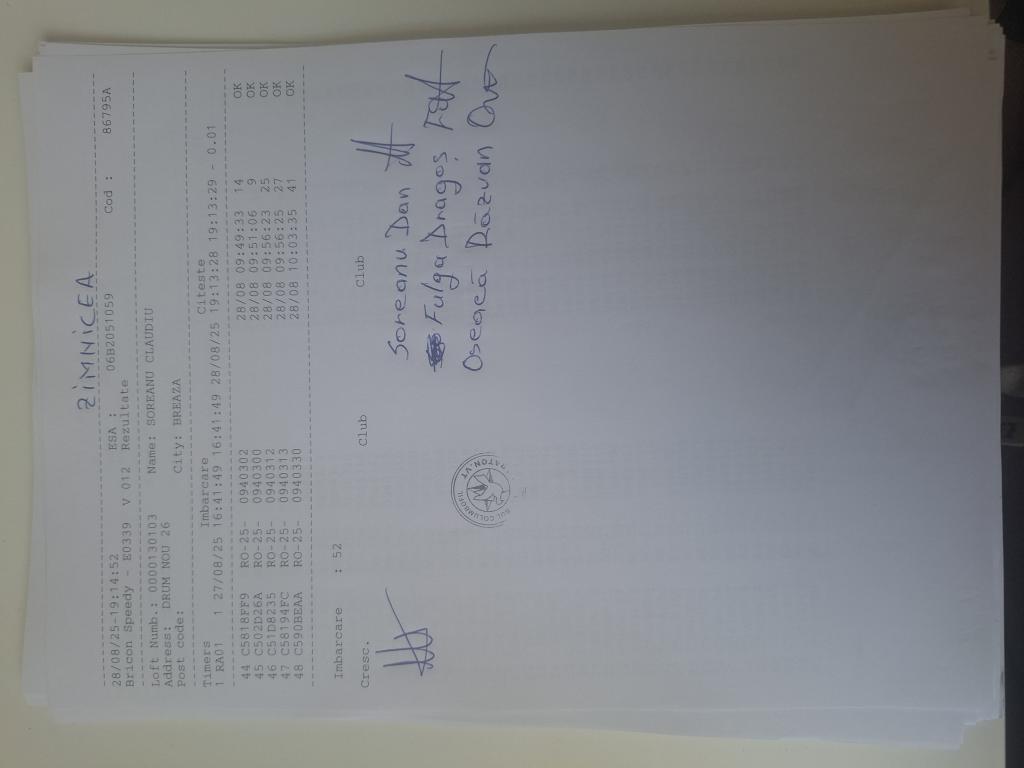 ZIMNICEA
28/08/25-19:14:52 ESA : 06B2051059 Cod : 86795A
Bricon Speedy - E0339 V 012 Rezultate
Loft Numb.: 0000130103 Name: SOREANU CLAUDIU
Address: DRUM NOU 26
Post code: City: BREAZA
Timers Imbarcare Citeste
1 RA01 1 27/08/25 16:41:49 16:41:49 28/08/25 19:13:28 19:13:29 - 0.01
44 C5818FF9 RO-25- 0940302 28/08 09:49:33 14 OK
45 C502D26A RO-25- 0940300 28/08 09:51:06 9 OK
46 C51D8235 RO-25- 0940312 28/08 09:56:23 25 OK
47 C58194FC RO-25- 0940313 28/08 09:56:25 27 OK
48 C590BEAA RO-25- 0940330 28/08 10:03:35 41 OK
Imbarcare : 52
Cresc. Club Club
Soreanu Dan
Fulga Dragoș
Oseacă Răzvan